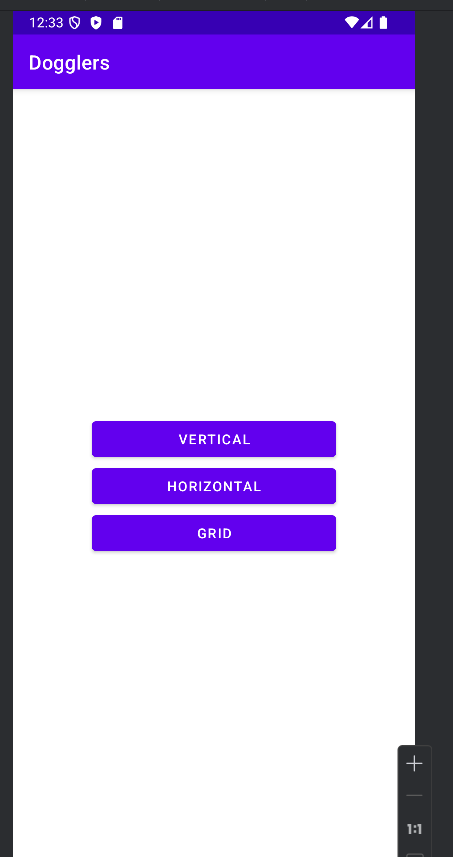 12:33
Dogglers
VERTICAL
HORIZONTAL
GRID
1:1